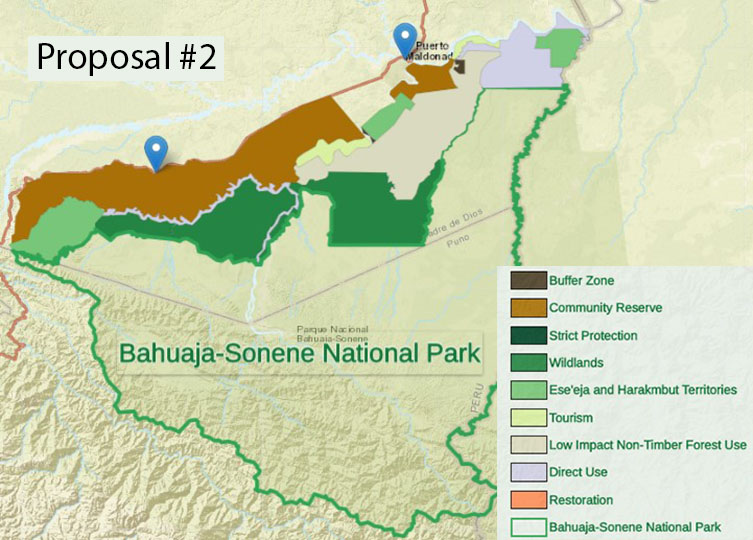 Proposal #2
Puerto
Maldonad
Madre de Dios
Puno
Parque Nacional
Bahuaja-Sonene
Bahuaja-Sonene National Park
PERU
Buffer Zone
Community Reserve
Strict Protection
Wildlands
Ese'eja and Harakmbut Territories
Tourism
Low Impact Non-Timber Forest Use
Direct Use
Restoration
Bahuaja-Sonene National Park